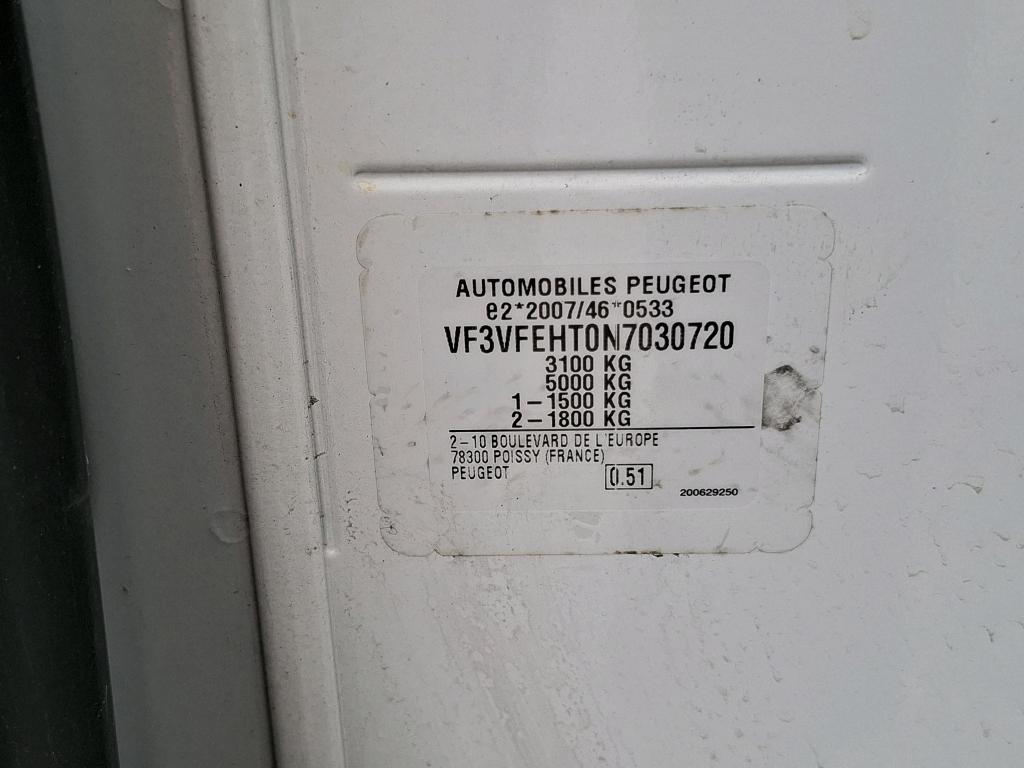 AUTOMOBILES PEUGEOT
e2*2007/46*0533
VF3VFEHT0N7030720
3100 KG
5000 KG
1-1500 KG
2-1800 KG
2-10 BOULEVARD DE L'EUROPE
78300 POISSY (FRANCE)
PEUGEOT
0.51
200629250